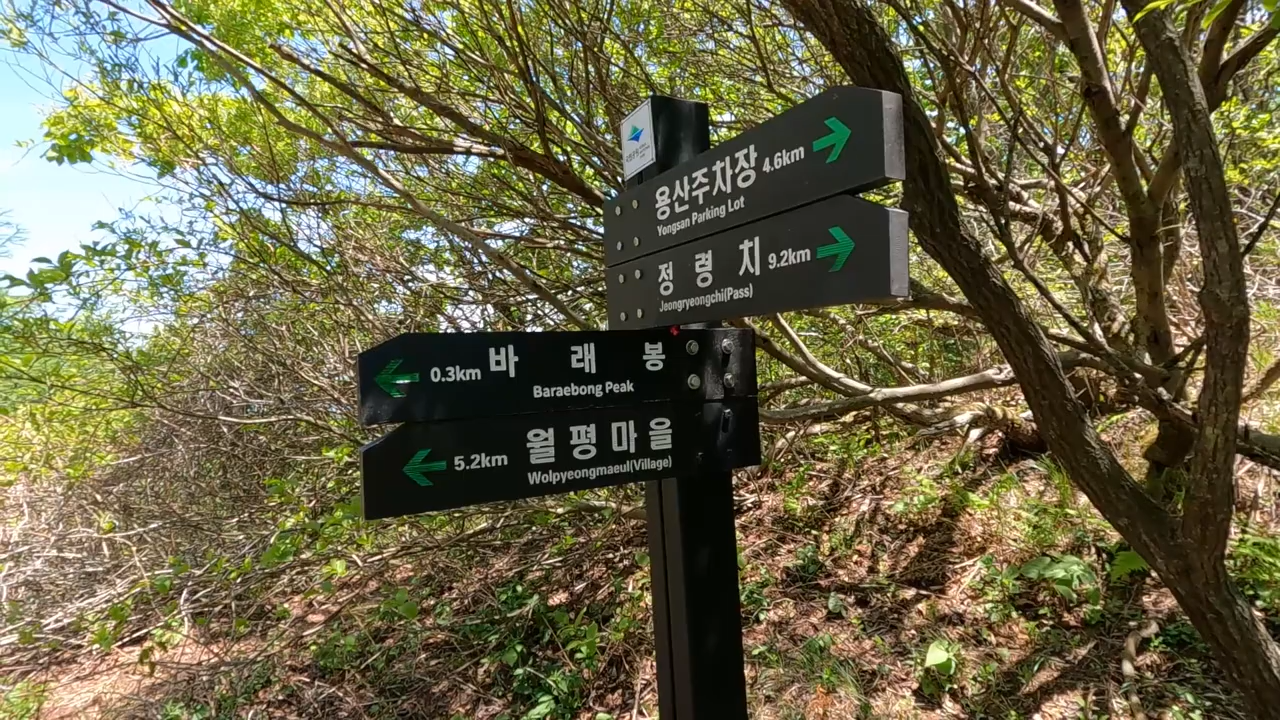 용산주차장 4.6km
Yongsan Parking Lot
정령치 9.2km
Jeongryeongchi(Pass)
0.3km 바래봉
Baraebong Peak
5.2km 월평마을
Wolpyeongmaeul(Village)